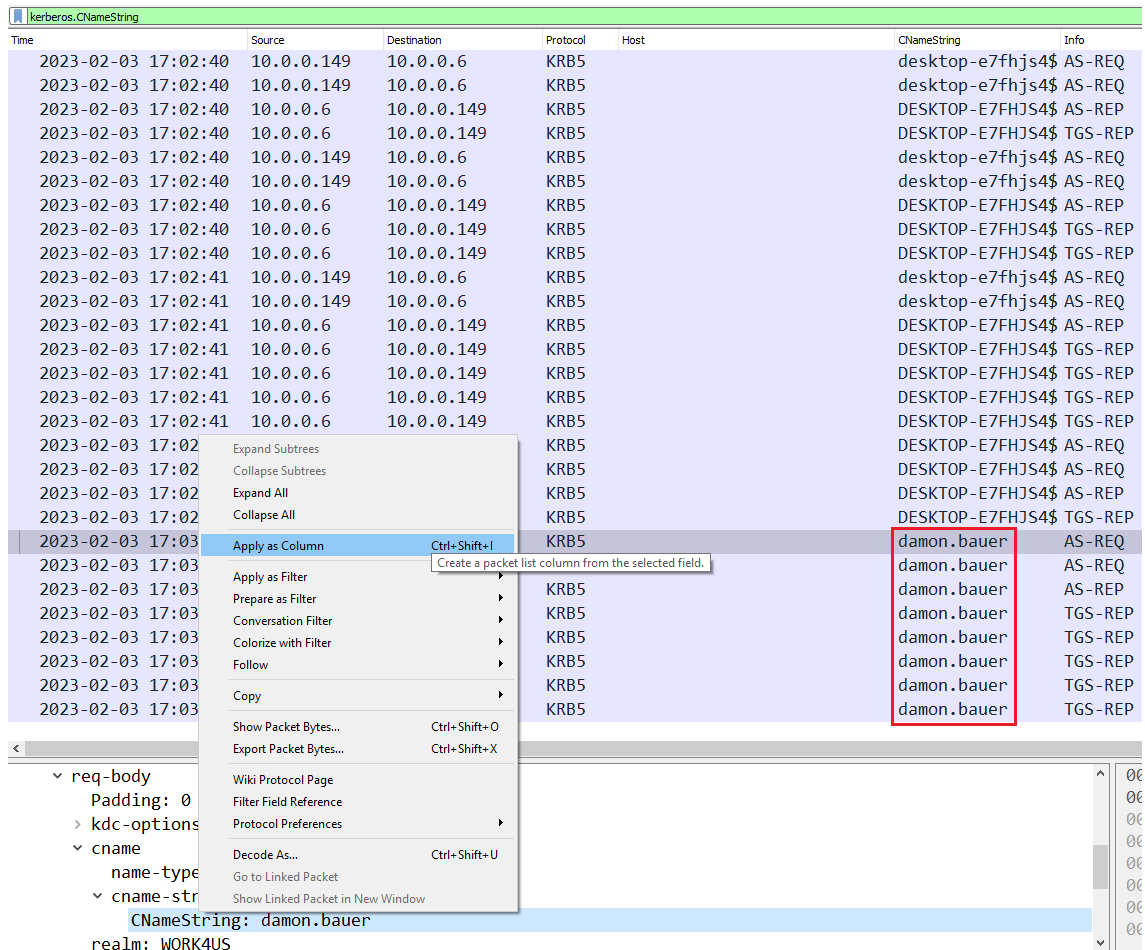 kerberos.CNameString
Time Source Destination Protocol Host CNameString Info
2023-02-03 17:02:40 10.0.0.149 10.0.0.6 KRB5 desktop-e7fhjs4$ AS-REQ
2023-02-03 17:02:40 10.0.0.149 10.0.0.6 KRB5 desktop-e7fhjs4$ AS-REQ
2023-02-03 17:02:40 10.0.0.6 10.0.0.149 KRB5 DESKTOP-E7FHJS4$ AS-REP
2023-02-03 17:02:40 10.0.0.6 10.0.0.149 KRB5 DESKTOP-E7FHJS4$ TGS-REP
2023-02-03 17:02:40 10.0.0.149 10.0.0.6 KRB5 desktop-e7fhjs4$ AS-REQ
2023-02-03 17:02:40 10.0.0.149 10.0.0.6 KRB5 desktop-e7fhjs4$ AS-REQ
2023-02-03 17:02:40 10.0.0.6 10.0.0.149 KRB5 DESKTOP-E7FHJS4$ AS-REP
2023-02-03 17:02:40 10.0.0.6 10.0.0.149 KRB5 DESKTOP-E7FHJS4$ TGS-REP
2023-02-03 17:02:40 10.0.0.6 10.0.0.149 KRB5 DESKTOP-E7FHJS4$ TGS-REP
2023-02-03 17:02:41 10.0.0.149 10.0.0.6 KRB5 desktop-e7fhjs4$ AS-REQ
2023-02-03 17:02:41 10.0.0.149 10.0.0.6 KRB5 desktop-e7fhjs4$ AS-REQ
2023-02-03 17:02:41 10.0.0.6 10.0.0.149 KRB5 DESKTOP-E7FHJS4$ AS-REP
2023-02-03 17:02:41 10.0.0.6 10.0.0.149 KRB5 DESKTOP-E7FHJS4$ TGS-REP
2023-02-03 17:02:41 10.0.0.6 10.0.0.149 KRB5 DESKTOP-E7FHJS4$ TGS-REP
2023-02-03 17:02:41 10.0.0.6 10.0.0.149 KRB5 DESKTOP-E7FHJS4$ TGS-REP
2023-02-03 17:02:41 10.0.0.6 10.0.0.149 KRB5 DESKTOP-E7FHJS4$ TGS-REP
2023-02-03 17:02 KRB5 DESKTOP-E7FHJS4$ AS-REQ
2023-02-03 17:02 KRB5 DESKTOP-E7FHJS4$ AS-REQ
2023-02-03 17:02 KRB5 DESKTOP-E7FHJS4$ AS-REP
2023-02-03 17:02 KRB5 DESKTOP-E7FHJS4$ TGS-REP
2023-02-03 17:03 KRB5 damon.bauer AS-REQ
2023-02-03 17:03 damon.bauer AS-REQ
2023-02-03 17:03 KRB5 damon.bauer AS-REP
2023-02-03 17:03 KRB5 damon.bauer TGS-REP
2023-02-03 17:03 KRB5 damon.bauer TGS-REP
2023-02-03 17:03 KRB5 damon.bauer TGS-REP
2023-02-03 17:03 KRB5 damon.bauer TGS-REP
2023-02-03 17:03 KRB5 damon.bauer TGS-REP
Expand Subtrees
Collapse Subtrees
Expand All
Collapse All
Apply as Column Ctrl+Shift+I
Create a packet list column from the selected field.
Apply as Filter
Prepare as Filter
Conversation Filter
Colorize with Filter
Follow
Copy
Show Packet Bytes... Ctrl+Shift+O
Export Packet Bytes... Ctrl+Shift+X
Wiki Protocol Page
Filter Field Reference
Protocol Preferences
Decode As... Ctrl+Shift+U
Go to Linked Packet
Show Linked Packet in New Window
req-body
Padding: 0
kdc-options
cname
name-type
cname-str
CNameString: damon.bauer
realm: WORK4US